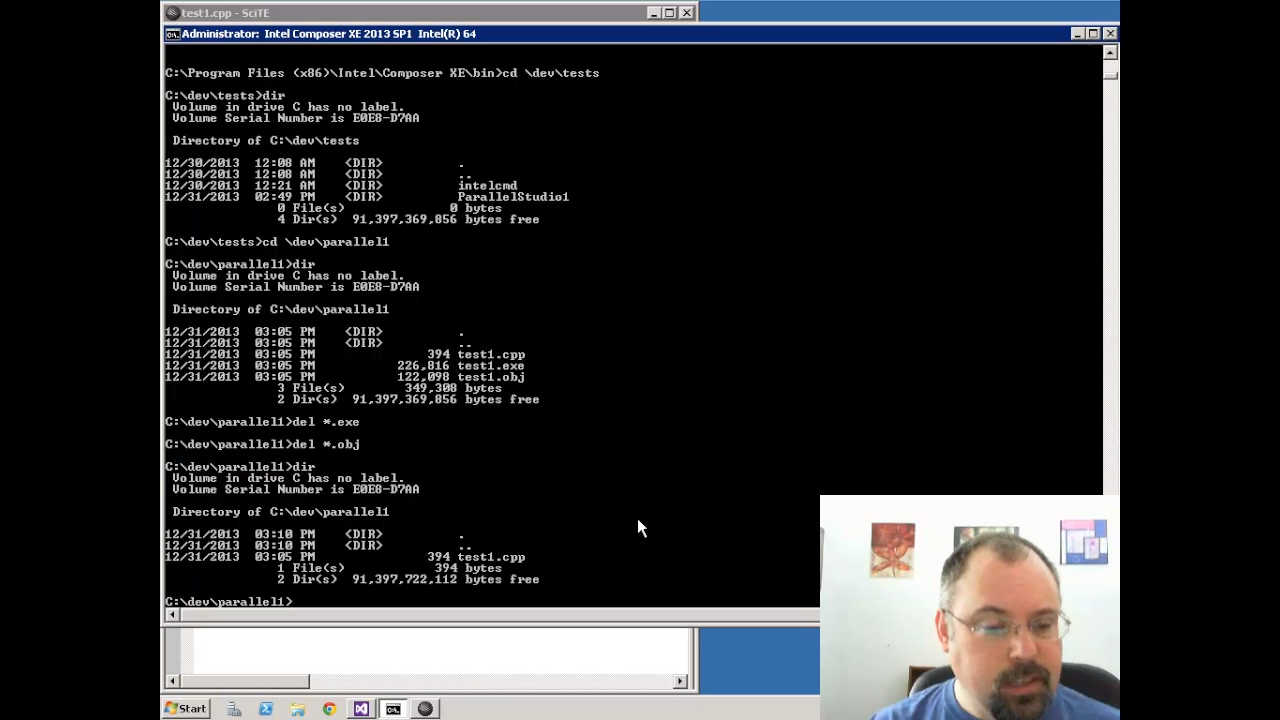 test1.cpp - SciTE
Administrator: Intel Composer XE 2013 SP1 Intel(R) 64
C:\Program Files (x86)\Intel\Composer XE\bin>cd \dev\tests
C:\dev\tests>dir
Volume in drive C has no label.
Volume Serial Number is E0E8-D7AA
Directory of C:\dev\tests
12/30/2013 12:08 AM <DIR> .
12/30/2013 12:08 AM <DIR> ..
12/30/2013 12:21 AM <DIR> intelcmd
12/31/2013 02:49 PM <DIR> ParallelStudio1
0 File(s) 0 bytes
4 Dir(s) 91,397,369,856 bytes free
C:\dev\tests>cd \dev\parallel1
C:\dev\parallel1>dir
Volume in drive C has no label.
Volume Serial Number is E0E8-D7AA
Directory of C:\dev\parallel1
12/31/2013 03:05 PM <DIR> .
12/31/2013 03:05 PM <DIR> ..
12/31/2013 03:05 PM 394 test1.cpp
12/31/2013 03:05 PM 226,816 test1.exe
12/31/2013 03:05 PM 122,098 test1.obj
3 File(s) 349,308 bytes
2 Dir(s) 91,397,369,856 bytes free
C:\dev\parallel1>del *.exe
C:\dev\parallel1>del *.obj
C:\dev\parallel1>dir
Volume in drive C has no label.
Volume Serial Number is E0E8-D7AA
Directory of C:\dev\parallel1
12/31/2013 03:10 PM <DIR> .
12/31/2013 03:10 PM <DIR> ..
12/31/2013 03:05 PM 394 test1.cpp
1 File(s) 394 bytes
2 Dir(s) 91,397,722,112 bytes free
C:\dev\parallel1>
Start